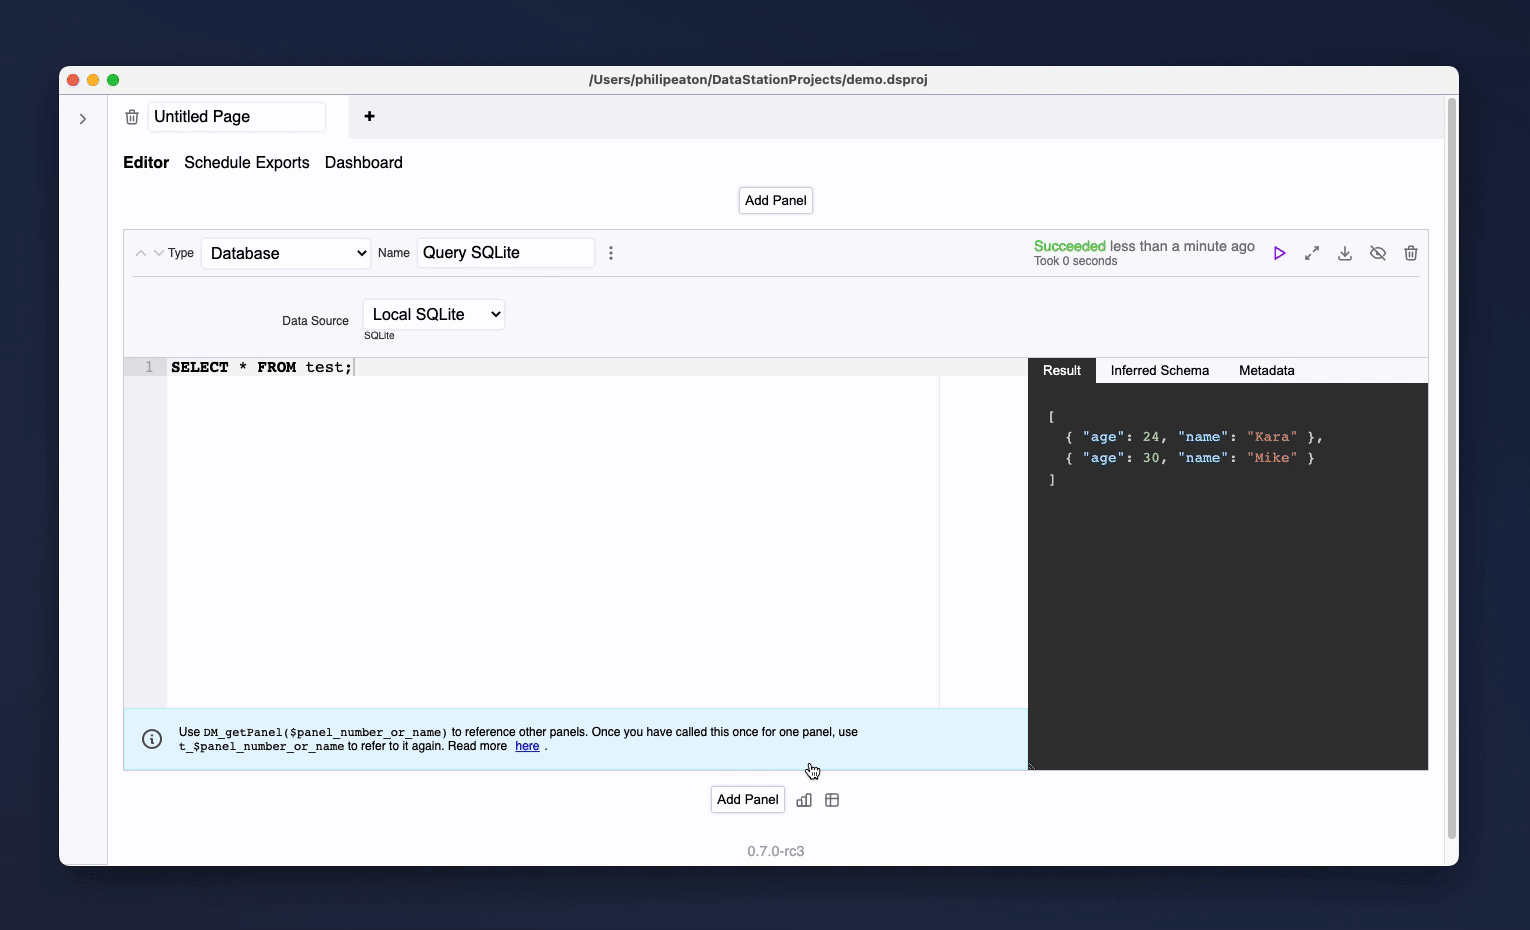 /Users/philipeaton/DataStationProjects/demo.dsproj
Untitled Page
+
Editor Schedule Exports Dashboard
Add Panel
Type Database Name Query SQLite
Succeeded less than a minute ago
Took 0 seconds
Data Source Local SQLite
SQLite
1 SELECT * FROM test;
Result Inferred Schema Metadata
[
{ "age": 24, "name": "Kara" },
{ "age": 30, "name": "Mike" }
]
Use DM_getPanel($panel_number_or_name) to reference other panels. Once you have called this once for one panel, use
t_$panel_number_or_name to refer to it again. Read more here .
Add Panel
0.7.0-rc3